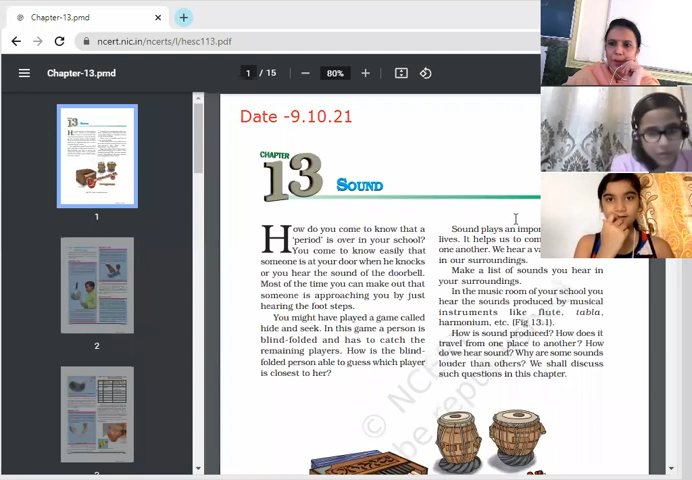 Chapter-13.pmd
ncert.nic.in/ncerts/l/hesc113.pdf
Chapter-13.pmd
1 / 15
80%
Date -9.10.21
CHAPTER
13 SOUND
How do you come to know that a
'period' is over in your school?
You come to know easily that
someone is at your door when he knocks
or you hear the sound of the doorbell.
Most of the time you can make out that
someone is approaching you by just
hearing the foot steps.
You might have played a game called
hide and seek. In this game a person is
blind-folded and has to catch the
remaining players. How is the blind-
folded person able to guess which player
is closest to her?
Sound plays an impor
lives. It helps us to com
one another. We hear a va
in our surroundings.
Make a list of sounds you hear in
your surroundings.
In the music room of your school you
hear the sounds produced by musical
instruments like flute, tabla,
harmonium, etc. (Fig 13.1).
How is sound produced? How does it
travel from one place to another? How
do we hear sound? Why are some sounds
louder than others? We shall discuss
such questions in this chapter.
1
2